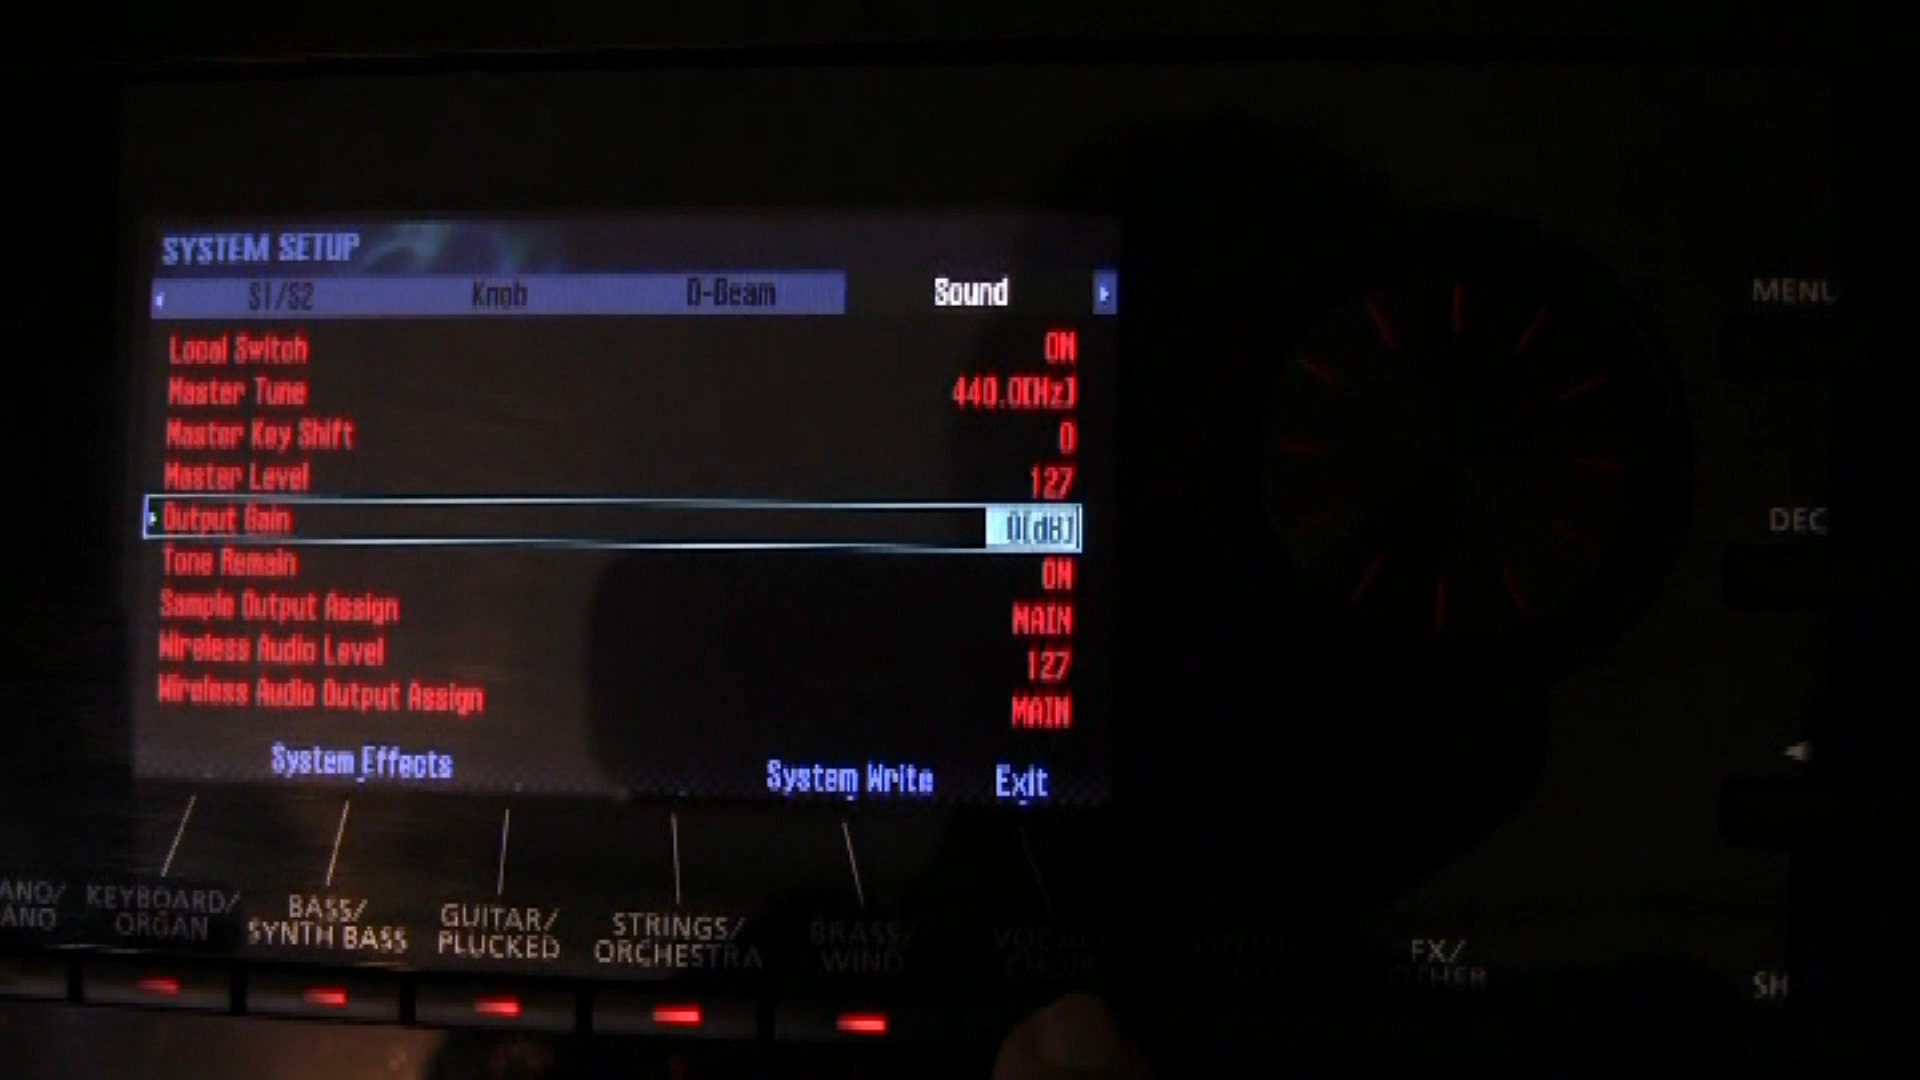 SYSTEM SETUP
S1/S2 Knob D-Beam Sound
Local Switch ON
Master Tune 440.0[Hz]
Master Key Shift 0
Master Level 127
Output Gain 0[dB]
Tone Remain ON
Sample Output Assign MAIN
Wireless Audio Level 127
Wireless Audio Output Assign MAIN
System Effects System Write Exit
MENU
DEC
KEYBOARD/
ORGAN
BASS/
SYNTH BASS
GUITAR/
PLUCKED
STRINGS/
ORCHESTRA
BRASS/
WIND
VOCAL/
CHOIR
FX/
OTHER